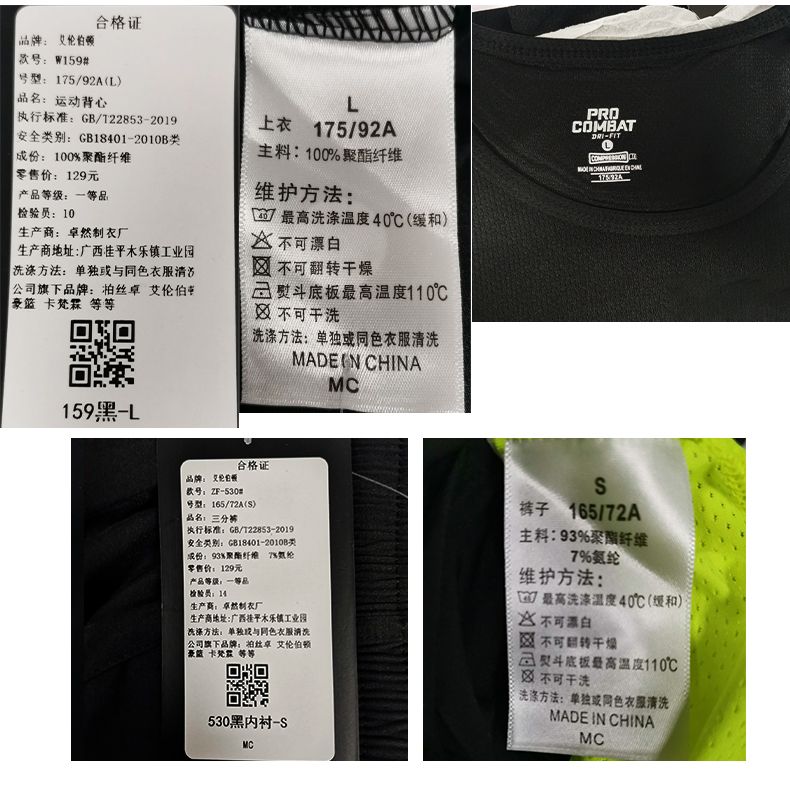 合格证
品牌: 艾伦伯顿
款号: W159#
号型: 175/92A(L)
品名: 运动背心
执行标准: GB/T22853-2019
安全类别: GB18401-2010B类
成份: 100%聚酯纤维
零售价: 129元
产品等级: 一等品
检验员: 10
生产商: 卓然制衣厂
生产商地址:广西桂平木乐镇工业园
洗涤方法: 单独或与同色衣服清洗
公司旗下品牌: 柏丝卓 艾伦伯顿
豪篮 卡梵霖 等等
159黑-L
L
上衣 175/92A
主料: 100%聚酯纤维
维护方法:
40 最高洗涤温度40℃(缓和)
不可漂白
不可翻转干燥
熨斗底板最高温度110℃
不可干洗
洗涤方法: 单独或同色衣服清洗
MADE IN CHINA
MC
PRO
COMBAT
DRI-FIT
L
COMPRESSION
MADE IN CHINA/FABRIQUE EN CHINE
175/92A
合格证
品牌: 艾伦伯顿
款号: ZF-530#
号型: 165/72A(S)
品名: 三分裤
执行标准: GB/T22853-2019
安全类别: GB18401-2010B类
成份: 93%聚酯纤维 7%氨纶
零售价: 129元
产品等级: 一等品
检验员: 14
生产商: 卓然制衣厂
生产商地址:广西桂平木乐镇工业园
洗涤方法: 单独或与同色衣服清洗
公司旗下品牌: 柏丝卓 艾伦伯顿
豪篮 卡梵霖 等等
530黑内衬-S
MC
S
裤子 165/72A
主料: 93%聚酯纤维
7%氨纶
维护方法:
40 最高洗涤温度40℃(缓和)
不可漂白
不可翻转干燥
熨斗底板最高温度110℃
不可干洗
洗涤方法: 单独或同色衣服清洗
MADE IN CHINA
MC